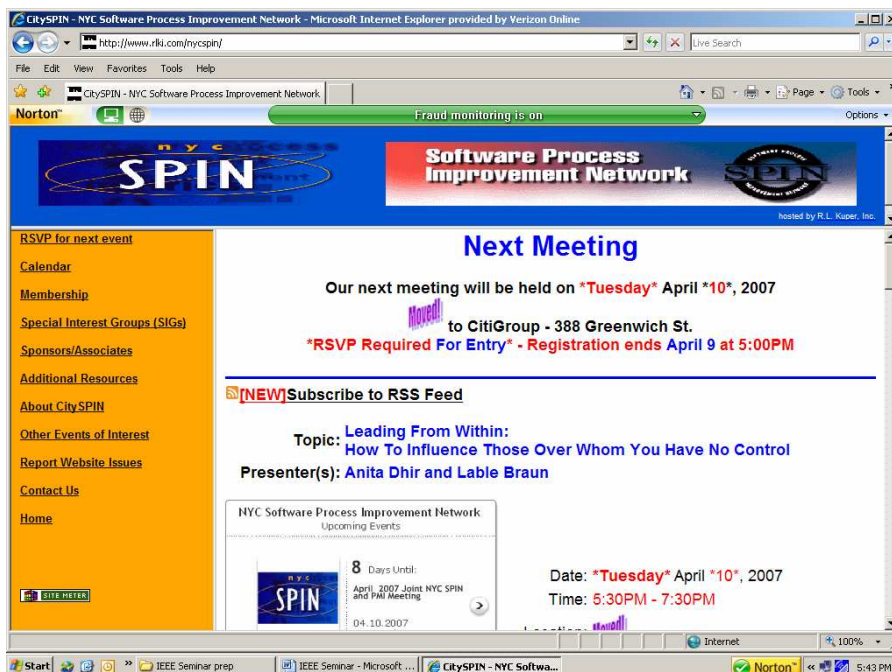 CitySPIN - NYC Software Process Improvement Network - Microsoft Internet Explorer provided by Verizon Online
http://www.rlki.com/nycspin/
Live Search
File Edit View Favorites Tools Help
CitySPIN - NYC Software Process Improvement Network
Page Tools
Norton
Fraud monitoring is on
Options
nyc
SPIN
Software Process
Improvement Network
SPIN
hosted by R.L. Kuper, Inc.
RSVP for next event
Calendar
Membership
Special Interest Groups (SIGs)
Sponsors/Associates
Additional Resources
About CitySPIN
Other Events of Interest
Report Website Issues
Contact Us
Home
SITE METER
Next Meeting
Our next meeting will be held on *Tuesday* April *10*, 2007
Moved! to CitiGroup - 388 Greenwich St.
*RSVP Required For Entry* - Registration ends April 9 at 5:00PM
[NEW]Subscribe to RSS Feed
Topic: Leading From Within:
How To Influence Those Over Whom You Have No Control
Presenter(s): Anita Dhir and Lable Braun
NYC Software Process Improvement Network
Upcoming Events
nyc
SPIN
8 Days Until:
April 2007 Joint NYC SPIN
and PMI Meeting
04.10.2007
Date: *Tuesday* April *10*, 2007
Time: 5:30PM - 7:30PM
Location: Moved!
Internet
100%
Start
IEEE Seminar prep
IEEE Seminar - Microsoft ...
CitySPIN - NYC Softwa...
Norton
5:43 PM